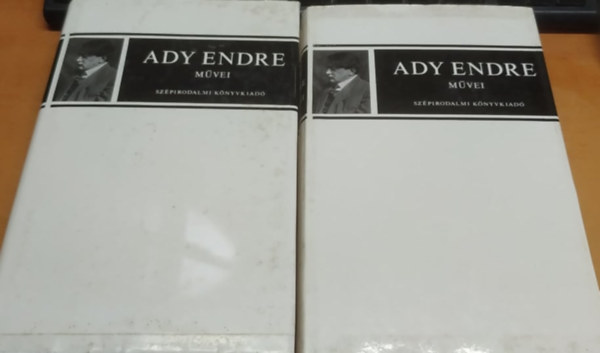 ADY ENDRE
MŰVEI
SZÉPIRODALMI KÖNYVKIADÓ
ADY ENDRE
MŰVEI
SZÉPIRODALMI KÖNYVKIADÓ